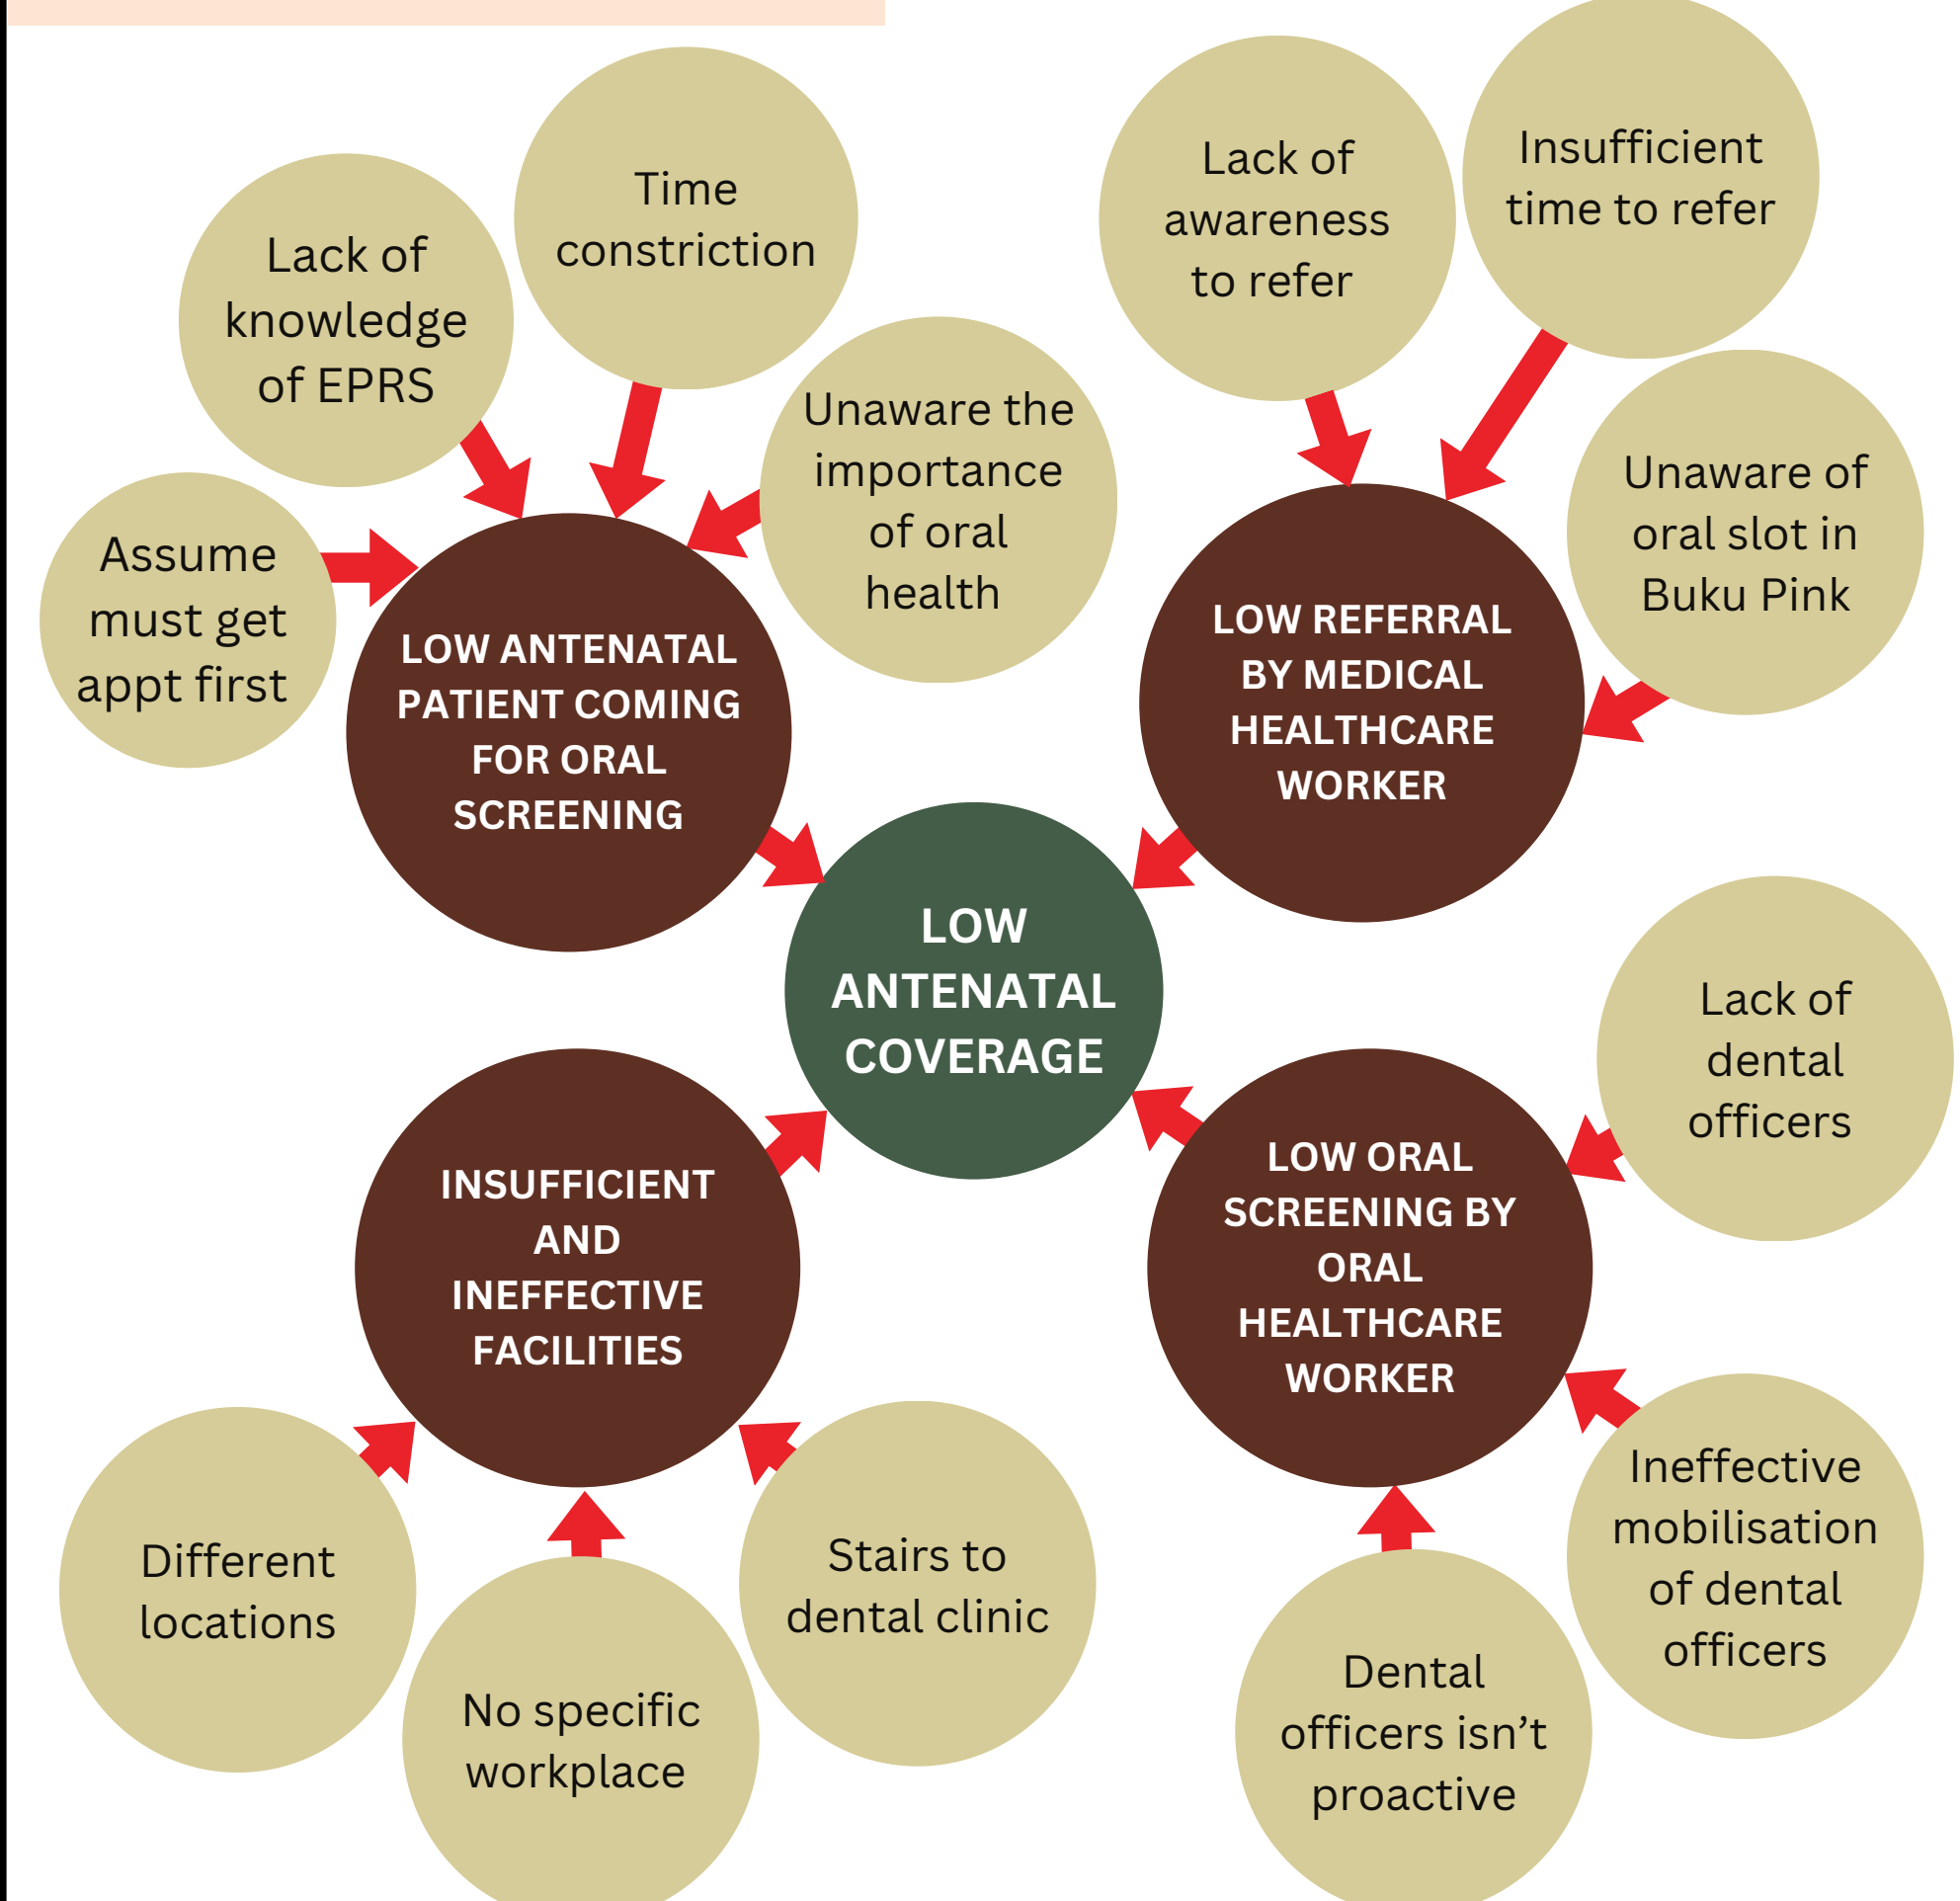 Lack of
knowledge
of EPRS
Time
constriction
Unaware the
importance
of oral
health
Assume
must get
appt first
LOW ANTENATAL
PATIENT COMING
FOR ORAL
SCREENING
Lack of
awareness
to refer
Insufficient
time to refer
Unaware of
oral slot in
Buku Pink
LOW REFERRAL
BY MEDICAL
HEALTHCARE
WORKER
LOW
ANTENATAL
COVERAGE
INSUFFICIENT
AND
INEFFECTIVE
FACILITIES
Different
locations
No specific
workplace
Stairs to
dental clinic
LOW ORAL
SCREENING BY
ORAL
HEALTHCARE
WORKER
Lack of
dental
officers
Ineffective
mobilisation
of dental
officers
Dental
officers isn’t
proactive